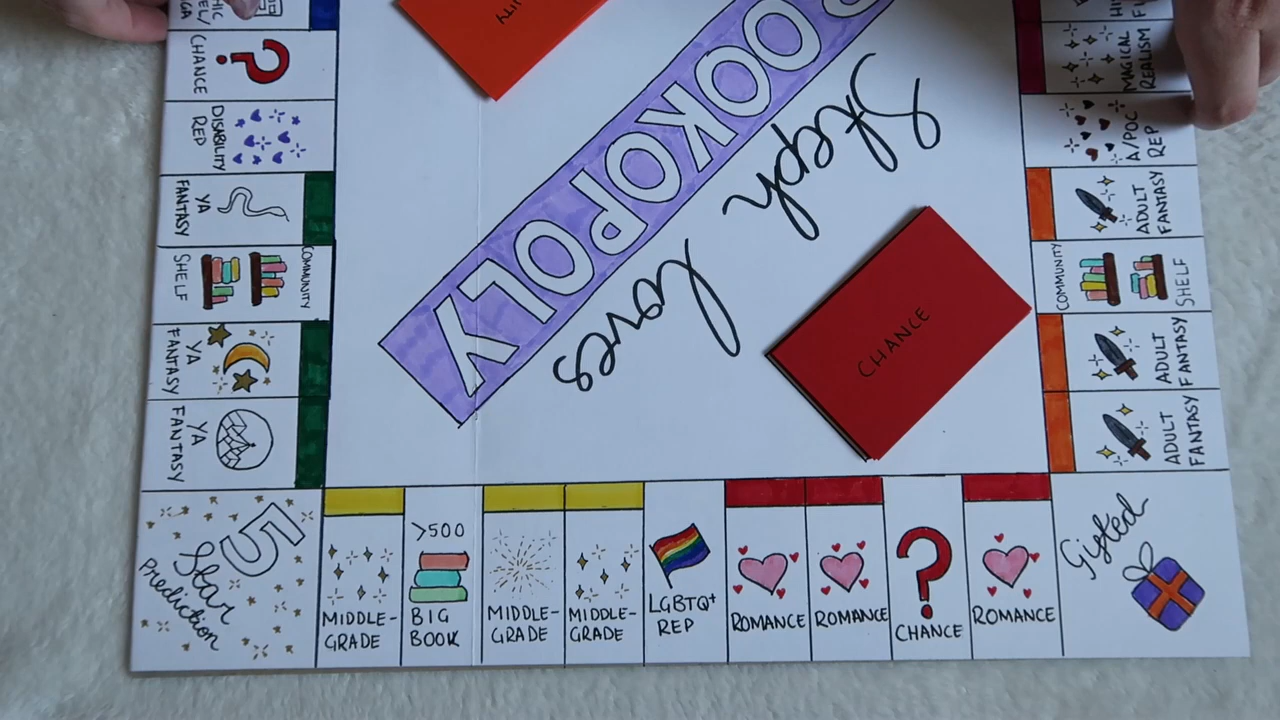 CHANCE
DISABILITY
REP
YA
FANTASY
COMMUNITY
SHELF
YA
FANTASY
YA
FANTASY
5
Star
prediction
MIDDLE-
GRADE
>500
BIG
BOOK
MIDDLE-
GRADE
MIDDLE-
GRADE
LGBTQ+
REP
ROMANCE
ROMANCE
?
CHANCE
ROMANCE
Gifted
ADULT
FANTASY
ADULT
FANTASY
COMMUNITY
SHELF
ADULT
FANTASY
A/POC
REP
MAGICAL
REALISM
Steph
loves
OOKOPOLY
CHANCE